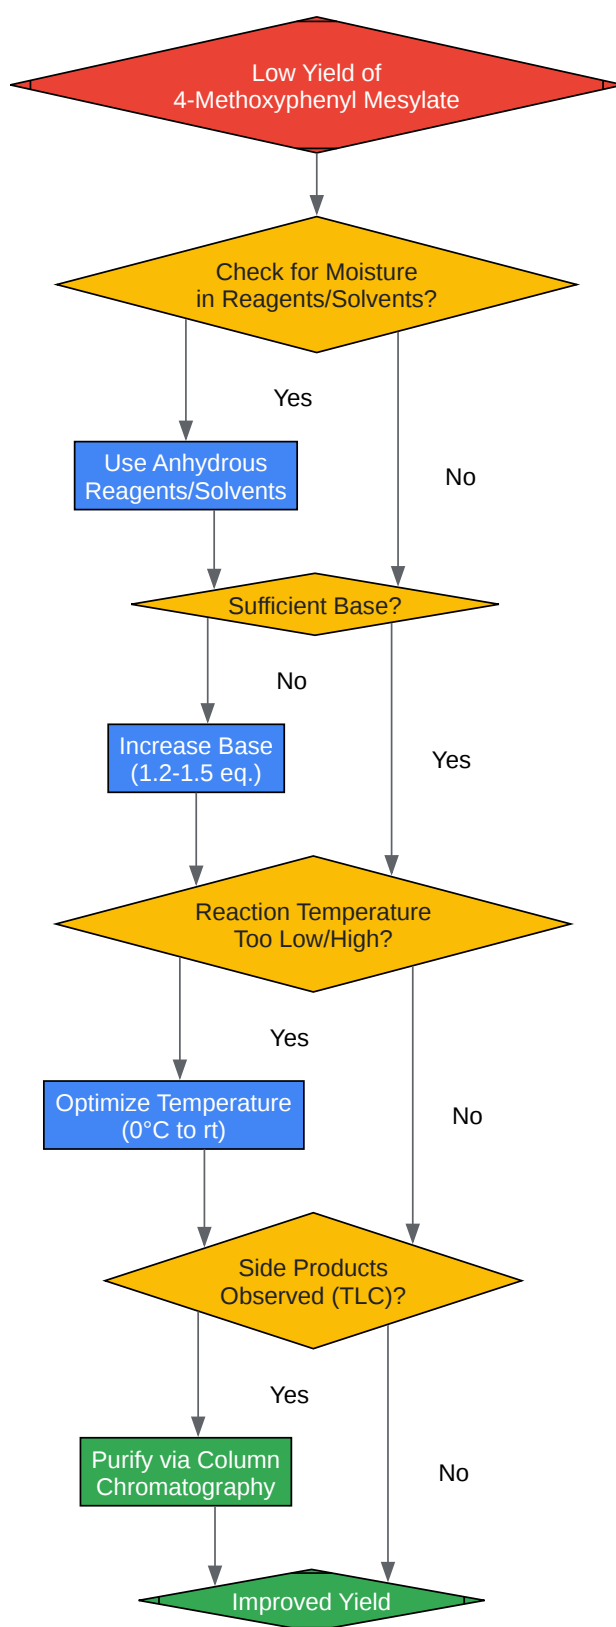 Low Yield of
4-Methoxyphenyl Mesylate
Check for Moisture
in Reagents/Solvents?
Yes
Use Anhydrous
Reagents/Solvents
No
Sufficient Base?
No
Increase Base
(1.2-1.5 eq.)
Yes
Reaction Temperature
Too Low/High?
Yes
Optimize Temperature
(0°C to rt)
No
Side Products
Observed (TLC)?
Yes
Purify via Column
Chromatography
No
Improved Yield